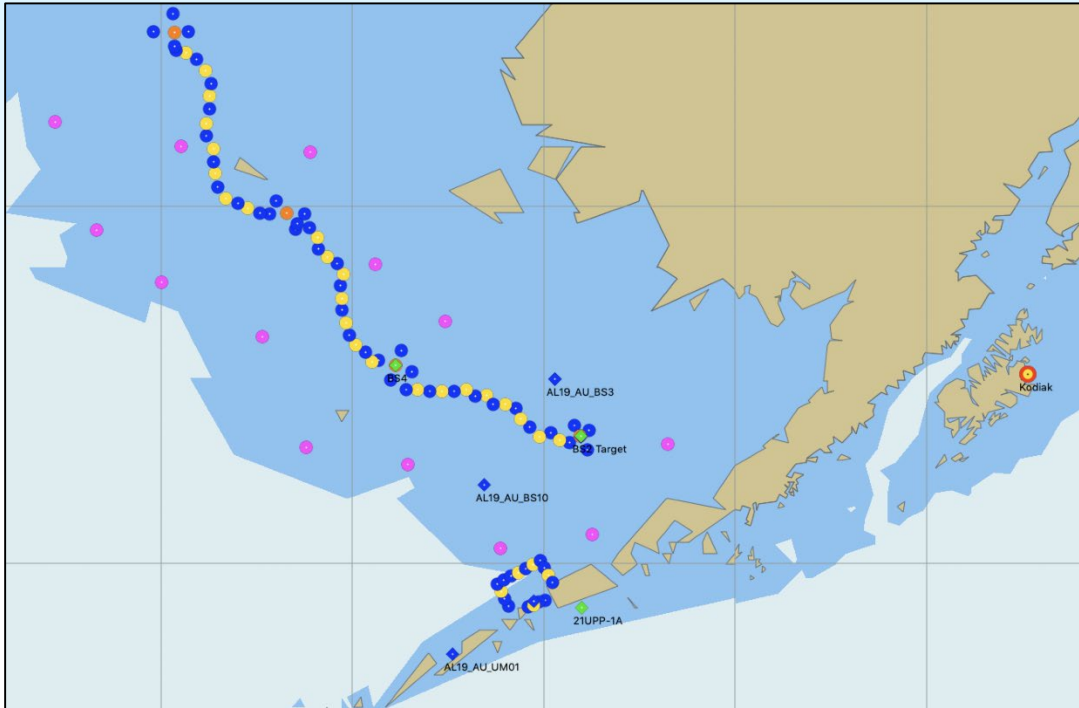 BS4
AL19_AU_BS3
Kodiak
BS2 Target
AL19_AU_BS10
21UPP-1A
AL19_AU_UM01